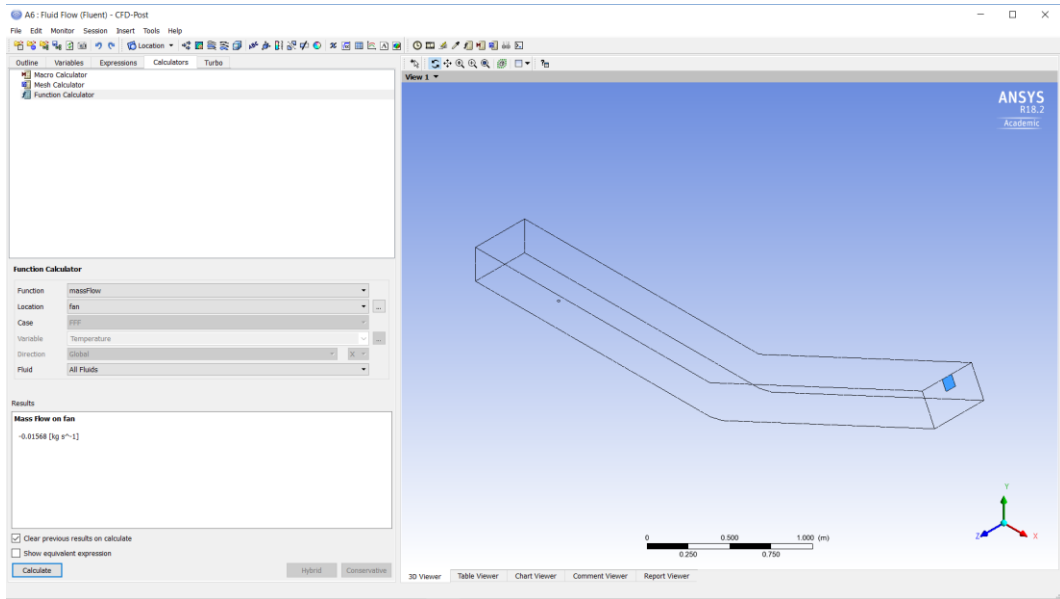 A6 : Fluid Flow (Fluent) - CFD-Post
File Edit Monitor Session Insert Tools Help
Location
Outline Variables Expressions Calculators Turbo
Macro Calculator
Mesh Calculator
Function Calculator
View 1
ANSYS
R18.2
Academic
Function Calculator
Function massFlow
Location fan ...
Case FFF
Variable Temperature ...
Direction Global X
Fluid All Fluids
Results
Mass Flow on fan
-0.01568 [kg s^-1]
Clear previous results on calculate
Show equivalent expression
Calculate Hybrid Conservative
Y
Z X
0 0.500 1.000 (m)
0.250 0.750
3D Viewer Table Viewer Chart Viewer Comment Viewer Report Viewer